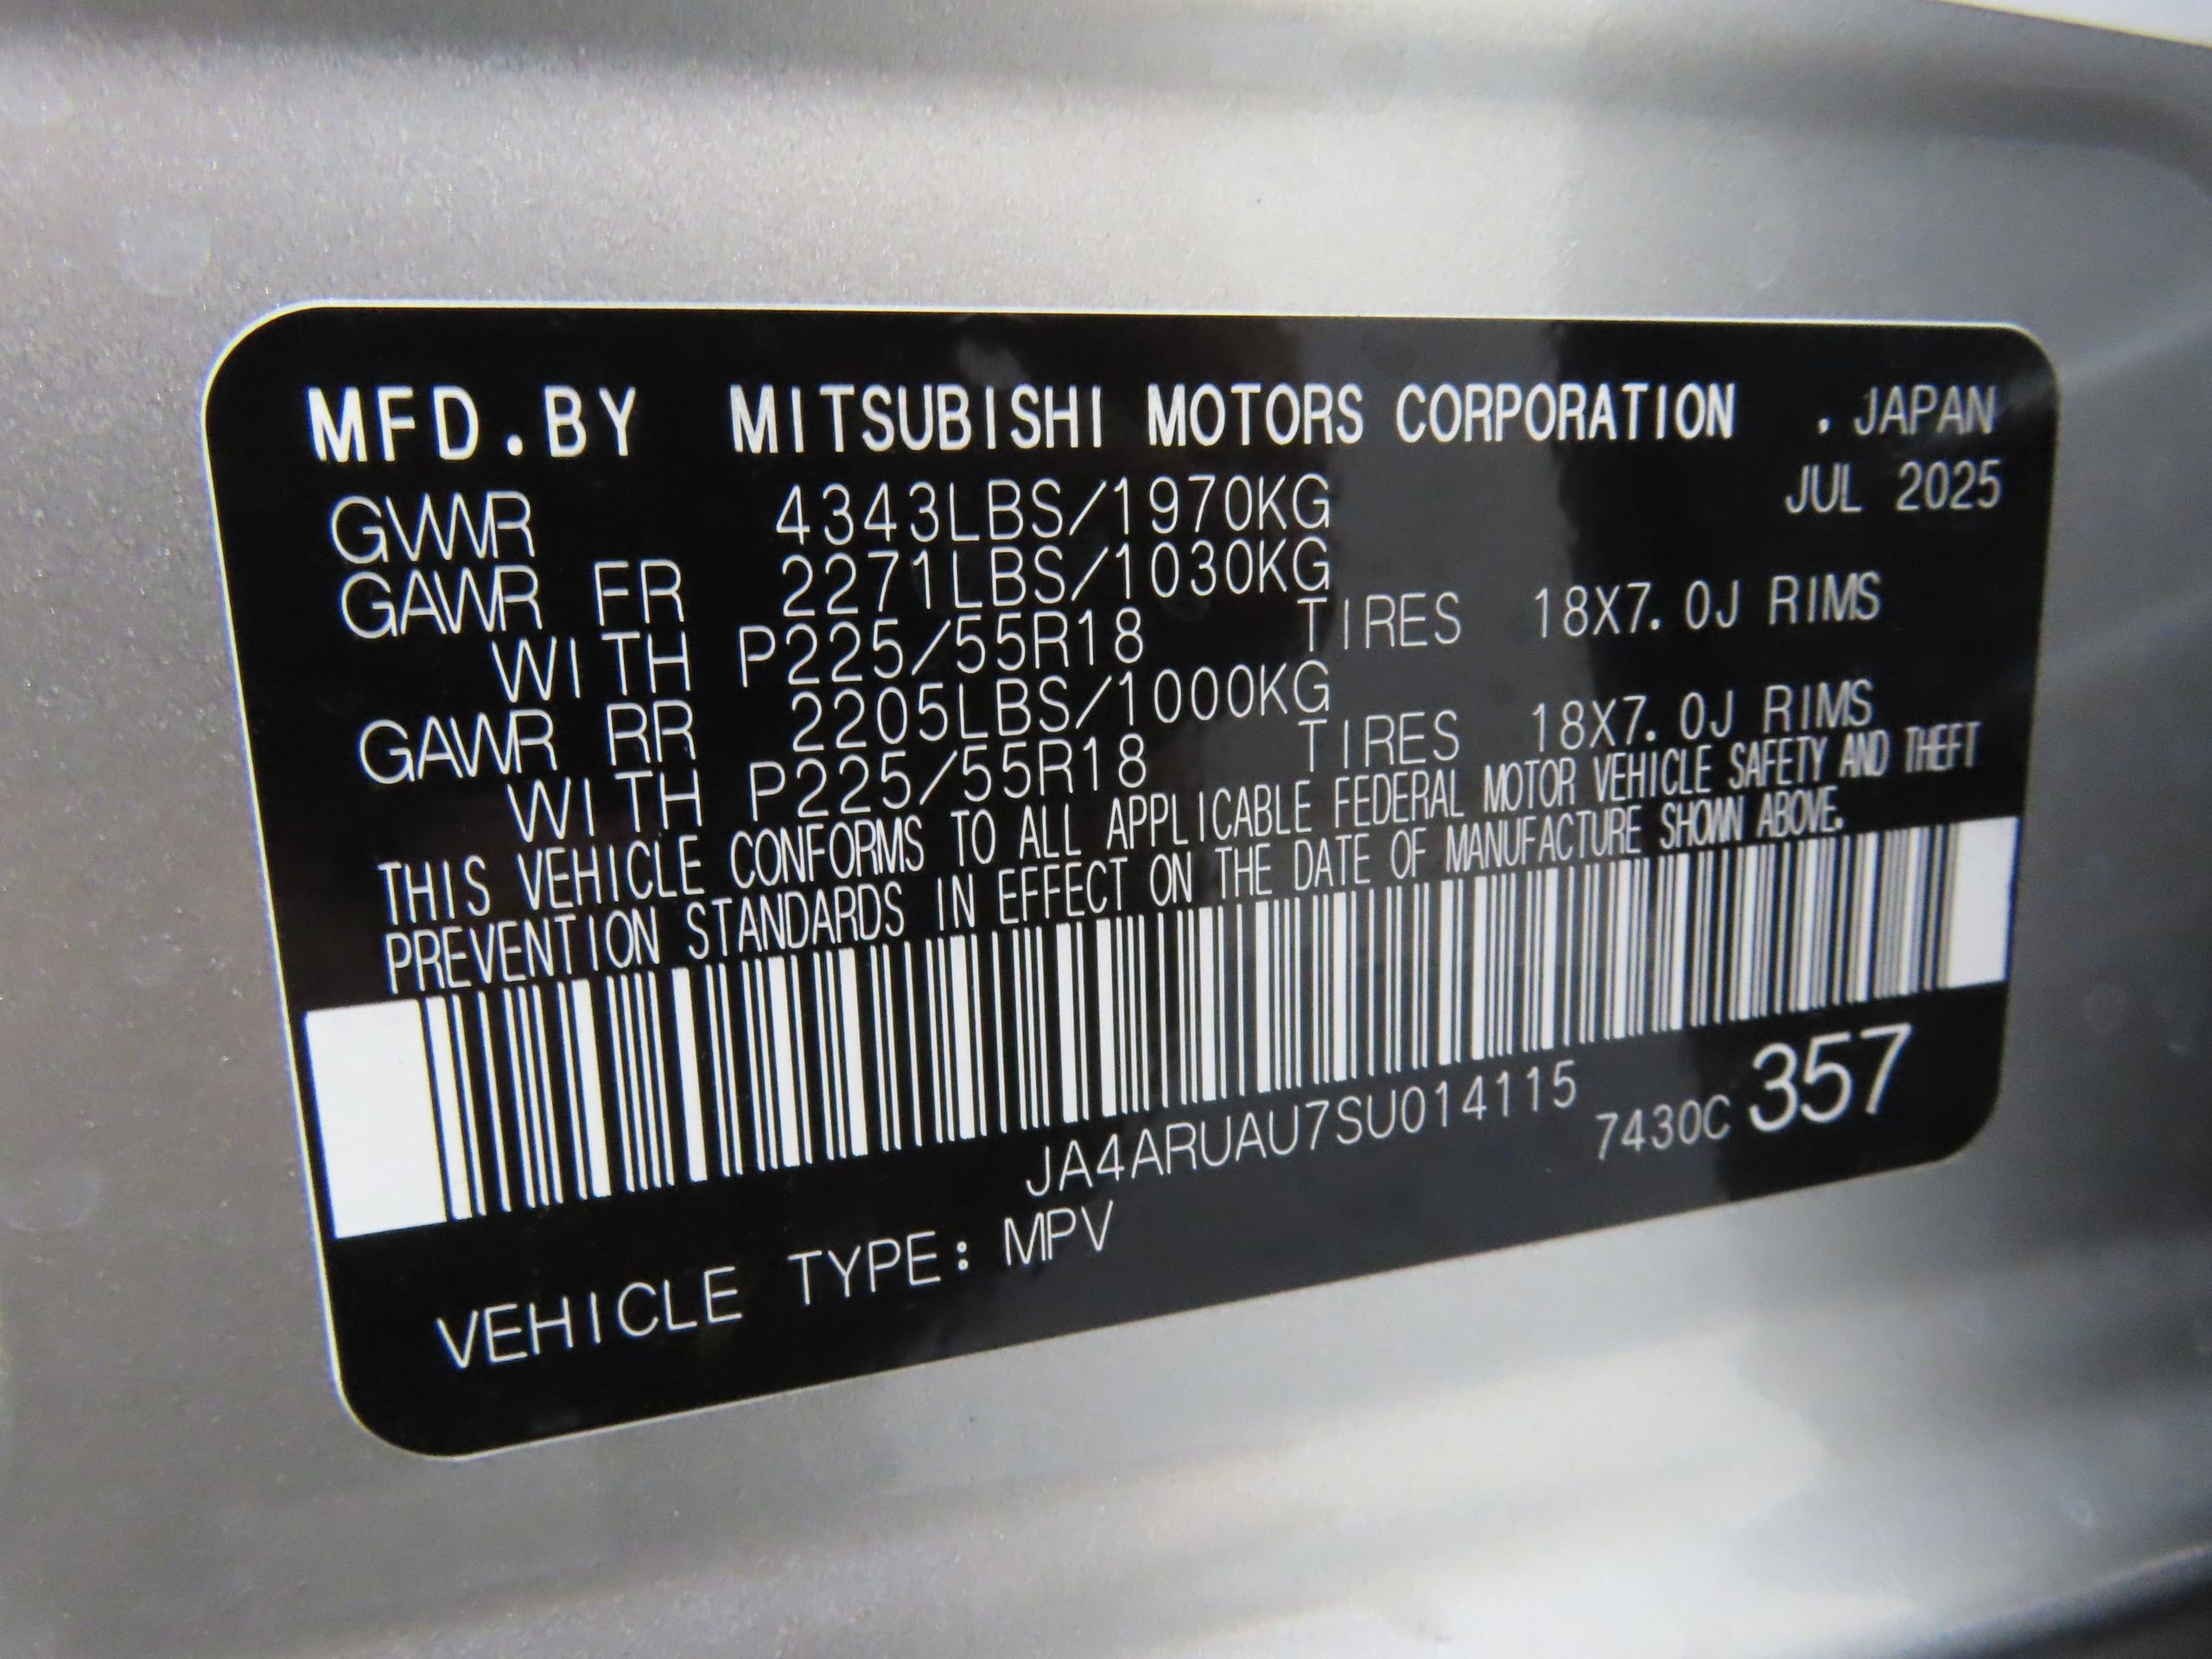 MFD.BY MITSUBISHI MOTORS CORPORATION , JAPAN
GVWR 4343LBS/1970KG JUL 2025
GAWR FR 2271LBS/1030KG
WITH P225/55R18 TIRES 18X7.0J RIMS
GAWR RR 2205LBS/1000KG
WITH P225/55R18 TIRES 18X7.0J RIMS
THIS VEHICLE CONFORMS TO ALL APPLICABLE FEDERAL MOTOR VEHICLE SAFETY AND THEFT
PREVENTION STANDARDS IN EFFECT ON THE DATE OF MANUFACTURE SHOWN ABOVE.
JA4ARUAU7SU014115 7430C 357
VEHICLE TYPE: MPV